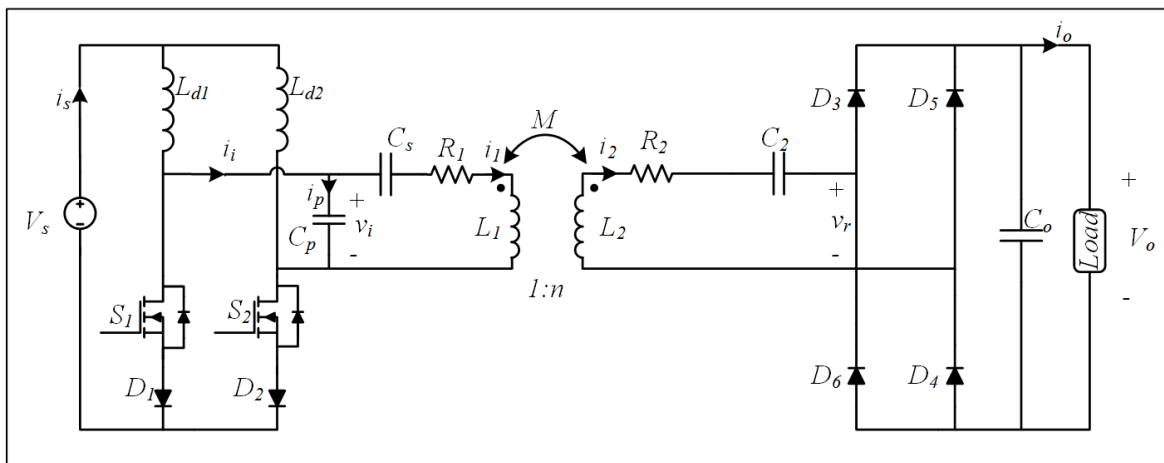 i_o
L_d1
L_d2
i_s
D_3
D_5
M
C_s
R_1
i_1
i_2
R_2
C_2
i_i
i_p
+
v_i
-
C_p
L_1
L_2
+
v_r
-
V_s
C_o
Load
+
V_o
-
1:n
S_1
S_2
D_1
D_2
D_6
D_4